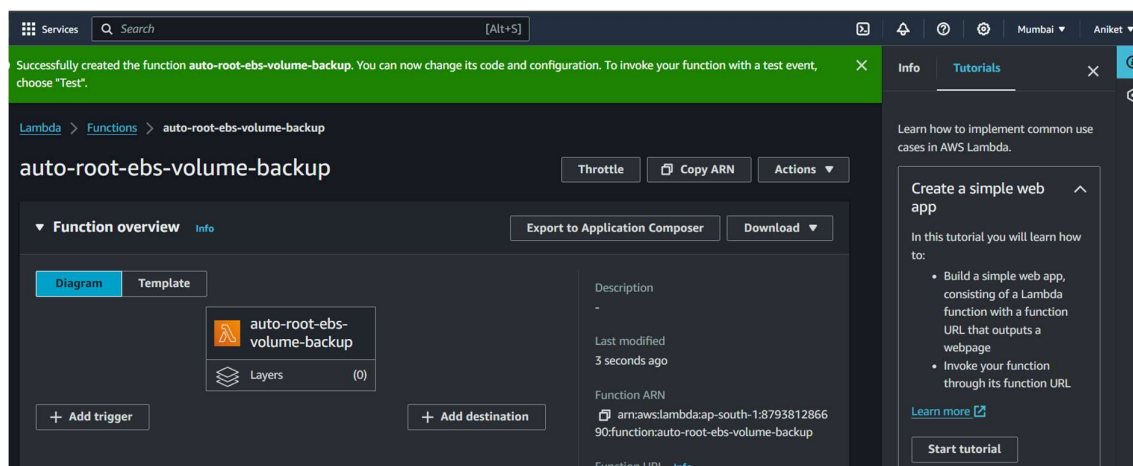 Services
Search
[Alt+S]
Mumbai
Aniket
Successfully created the function auto-root-ebs-volume-backup. You can now change its code and configuration. To invoke your function with a test event,
choose "Test".
Info
Tutorials
Lambda > Functions > auto-root-ebs-volume-backup
auto-root-ebs-volume-backup
Throttle
Copy ARN
Actions
Function overview Info
Export to Application Composer
Download
Diagram
Template
auto-root-ebs-
volume-backup
Layers (0)
+ Add trigger
+ Add destination
Description
-
Last modified
3 seconds ago
Function ARN
arn:aws:lambda:ap-south-1:8793812866
90:function:auto-root-ebs-volume-backup
Function URL Info
Learn how to implement common use
cases in AWS Lambda.
Create a simple web
app
In this tutorial you will learn how
to:
• Build a simple web app,
consisting of a Lambda
function with a function
URL that outputs a
webpage
• Invoke your function
through its function URL
Learn more
Start tutorial